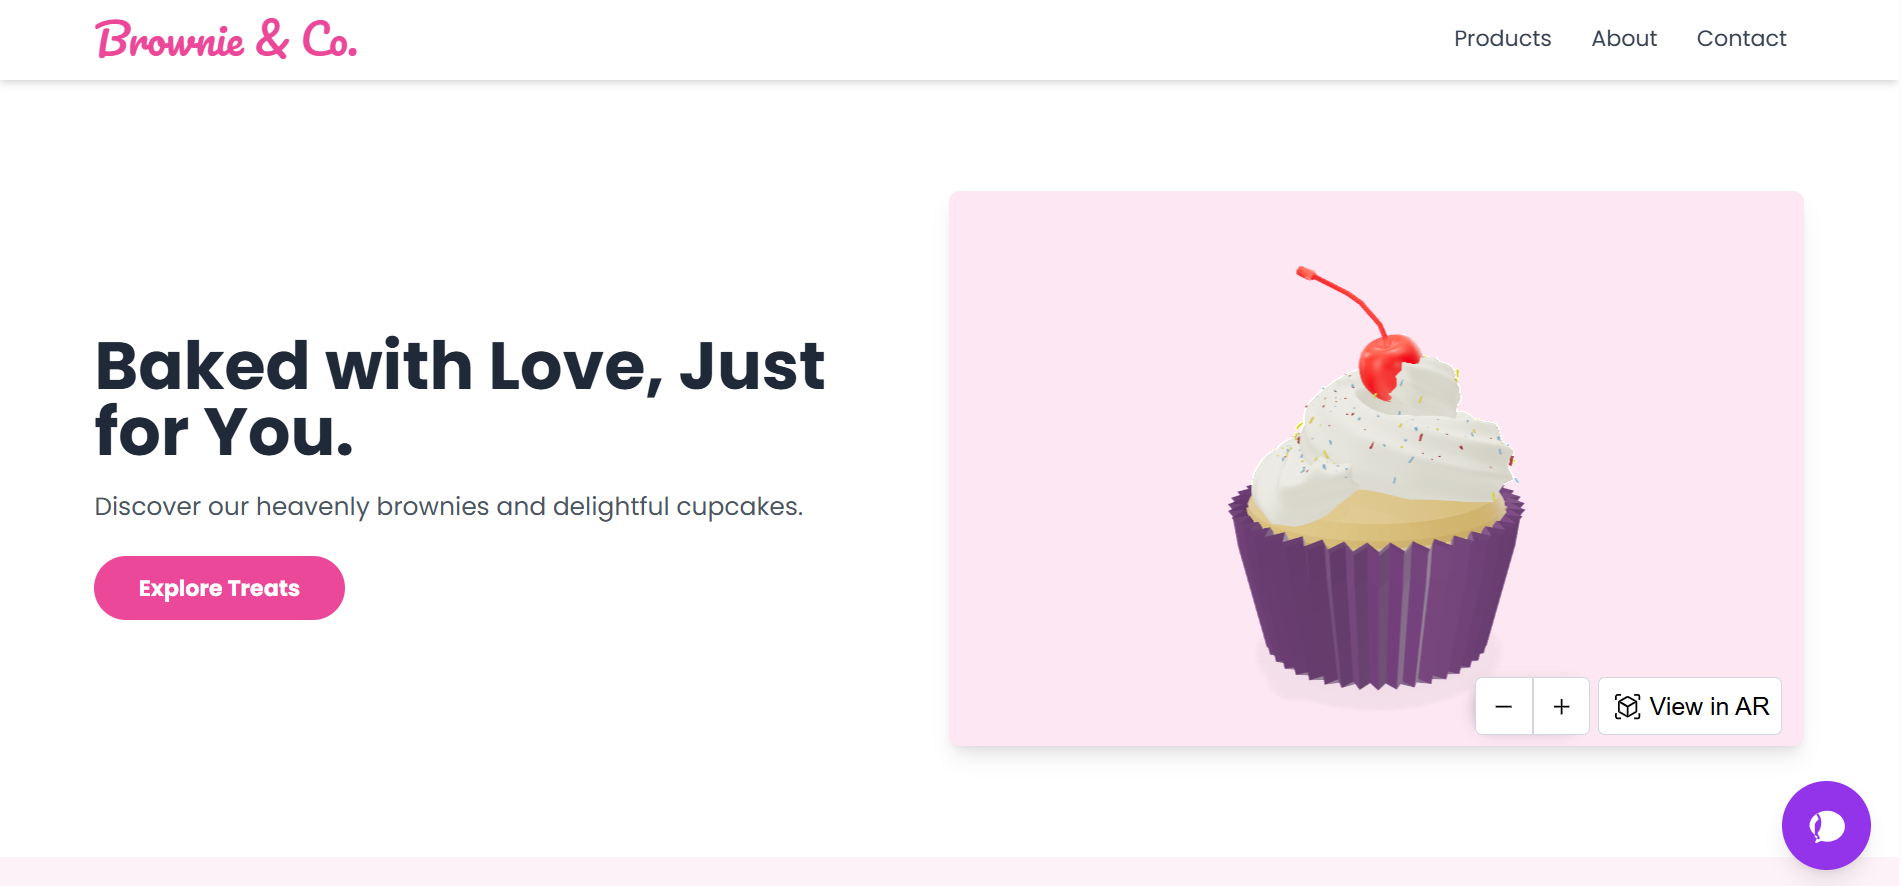 Brownie & Co.
Products
About
Contact
Baked with Love, Just
for You.
Discover our heavenly brownies and delightful cupcakes.
Explore Treats
View in AR